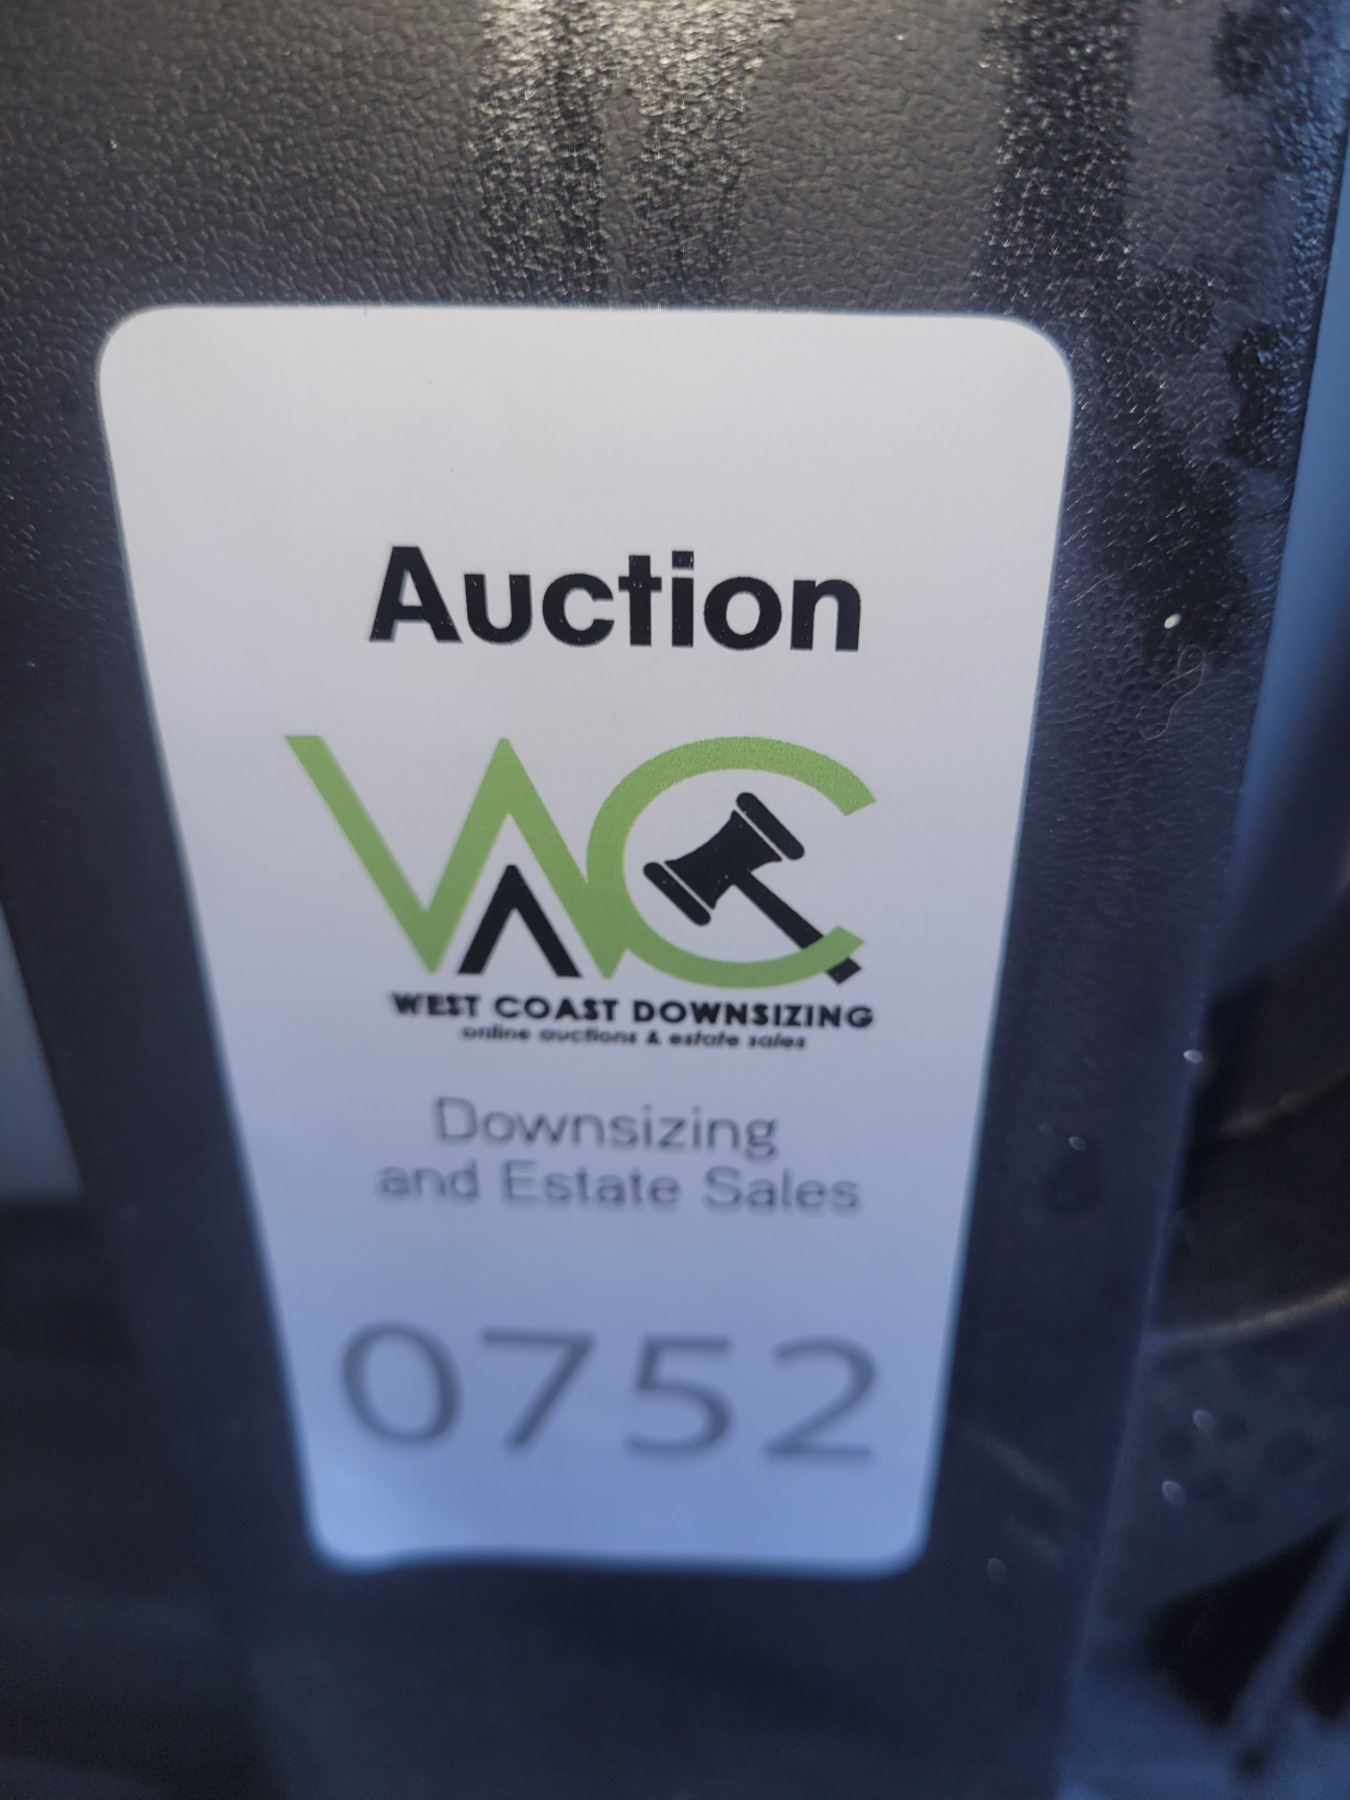 Auction
WC
WEST COAST DOWNSIZING
online auctions & estate sales
Downsizing
and Estate Sales
0752